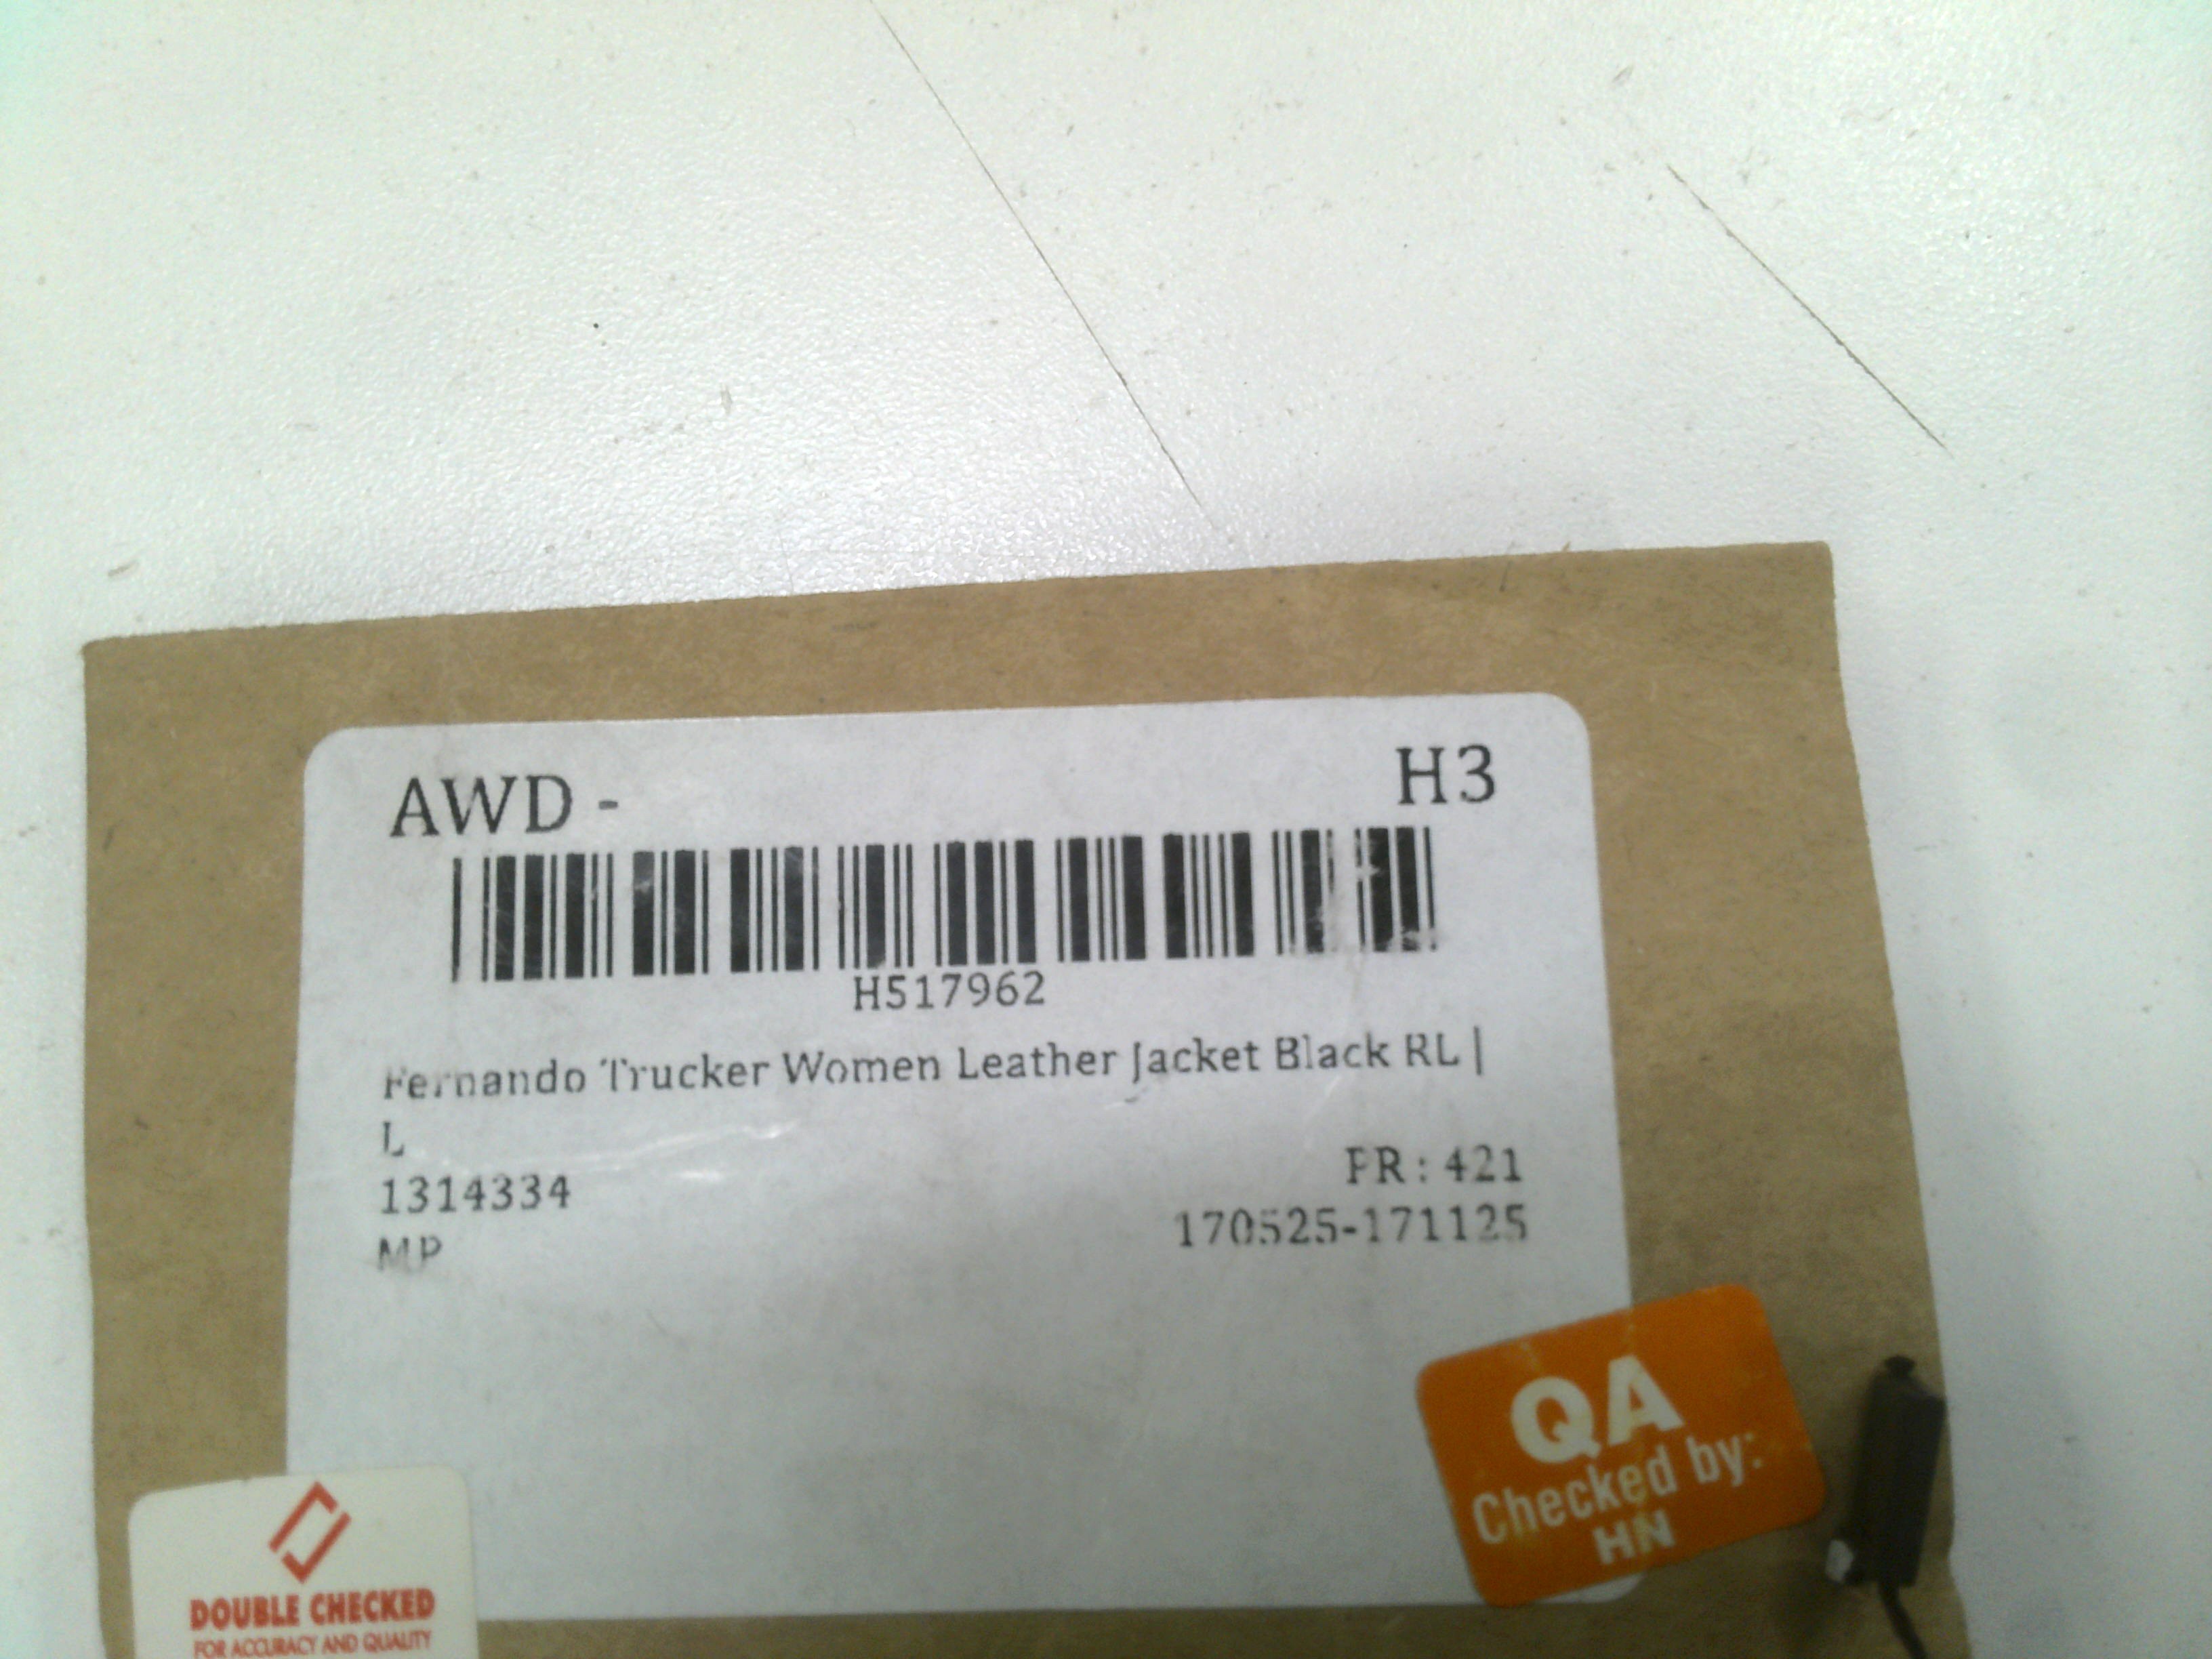 AWD - H3
H517962
Fernando Trucker Women Leather Jacket Black RL |
L
1314334 PR : 421
MP 170525-171125
QA
Checked by:
HN
DOUBLE CHECKED
FOR ACCURACY AND QUALITY